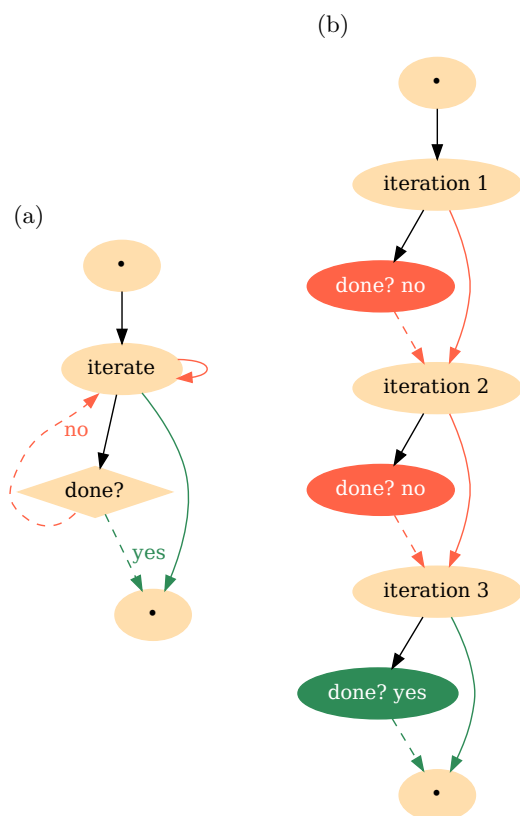 (a)
•
iterate
no
done?
yes
•
(b)
•
iteration 1
done? no
iteration 2
done? no
iteration 3
done? yes
•